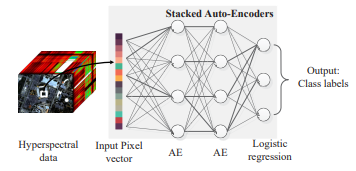 Stacked Auto-Encoders
Output:
Class labels
Hyperspectral
data
Input Pixel
vector
AE
AE
Logistic
regression